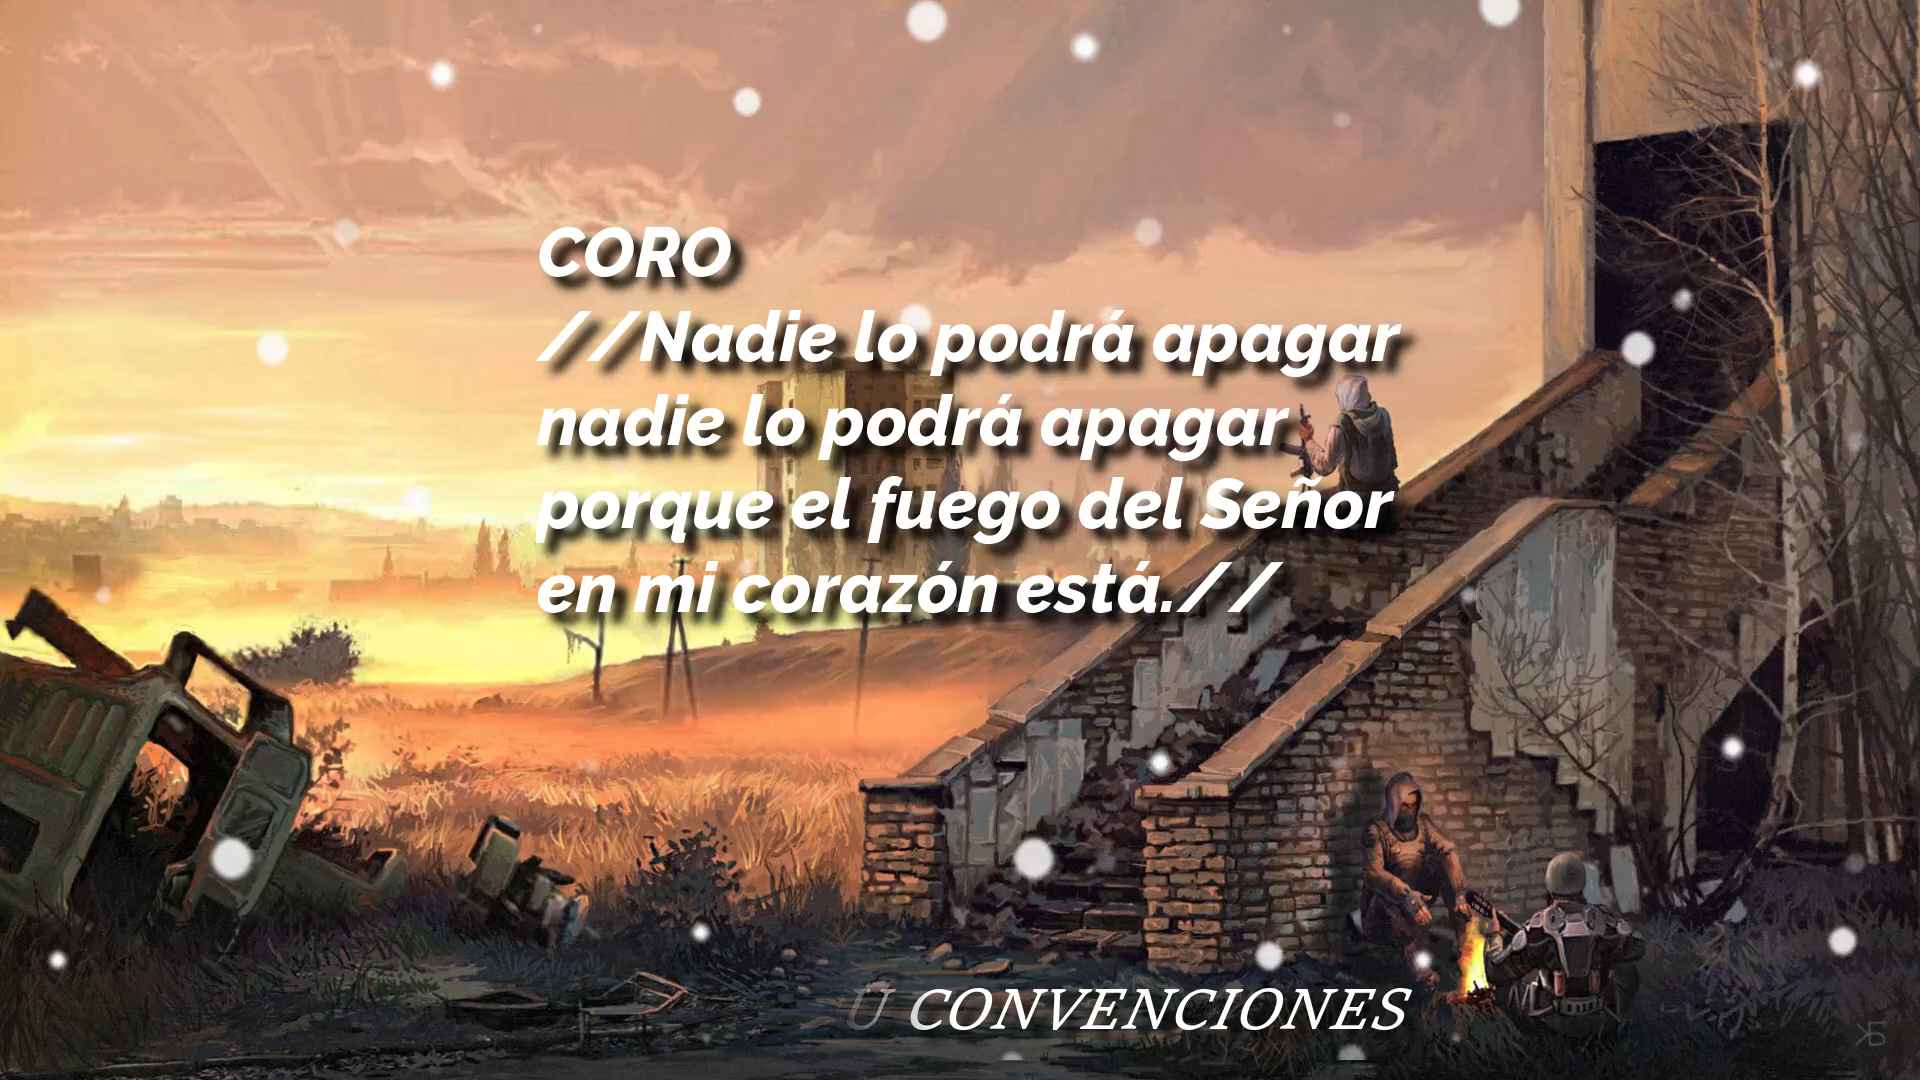 CORO
//Nadie lo podrá apagar
nadie lo podrá apagar
porque el fuego del Señor
en mi corazón está.//
U CONVENCIONES